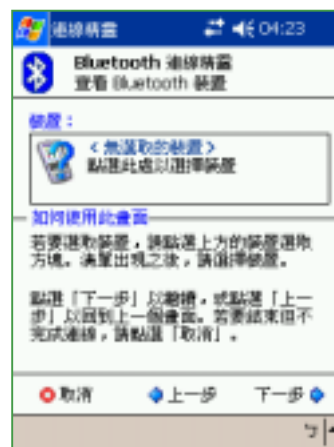 連線精靈 04:23
Bluetooth 連線精靈
查看 Bluetooth 裝置
裝置：
＜無選取的裝置＞
點選此處以選擇裝置
如何使用此畫面
若要選取裝置，請點選上方的裝置選取
方塊。清單出現之後，請選擇裝置。
點選「下一步」以繼續，或點選「上一
步」以回到上一個畫面。若要結束但不
完成連線，請點選「取消」。
取消 上一步 下一步
ㄅ